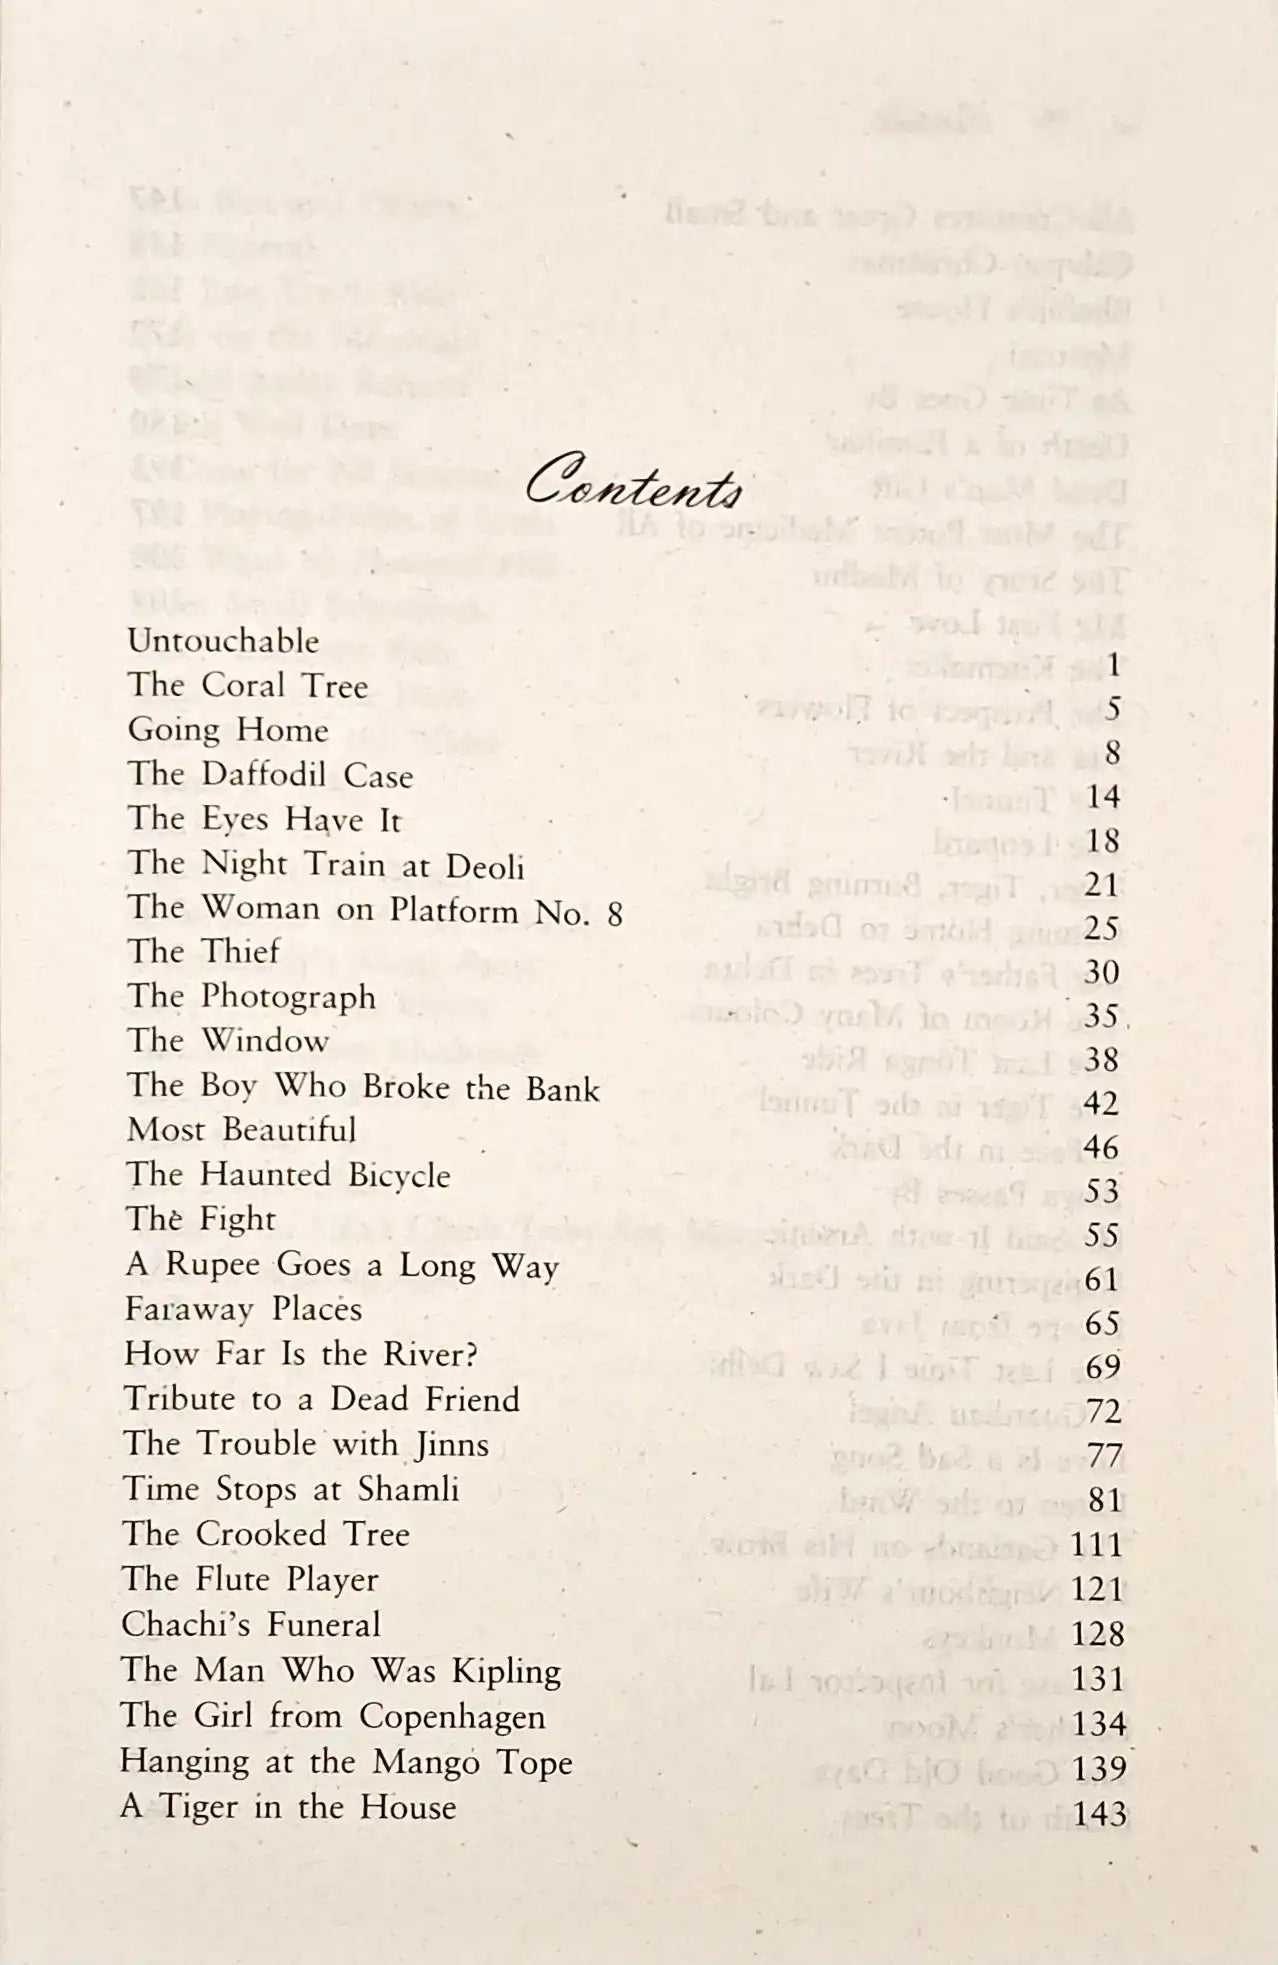 Contents
Untouchable 1
The Coral Tree 5
Going Home 8
The Daffodil Case 14
The Eyes Have It 18
The Night Train at Deoli 21
The Woman on Platform No. 8 25
The Thief 30
The Photograph 35
The Window 38
The Boy Who Broke the Bank 42
Most Beautiful 46
The Haunted Bicycle 53
The Fight 55
A Rupee Goes a Long Way 61
Faraway Places 65
How Far Is the River? 69
Tribute to a Dead Friend 72
The Trouble with Jinns 77
Time Stops at Shamli 81
The Crooked Tree 111
The Flute Player 121
Chachi's Funeral 128
The Man Who Was Kipling 131
The Girl from Copenhagen 134
Hanging at the Mango Tope 139
A Tiger in the House 143